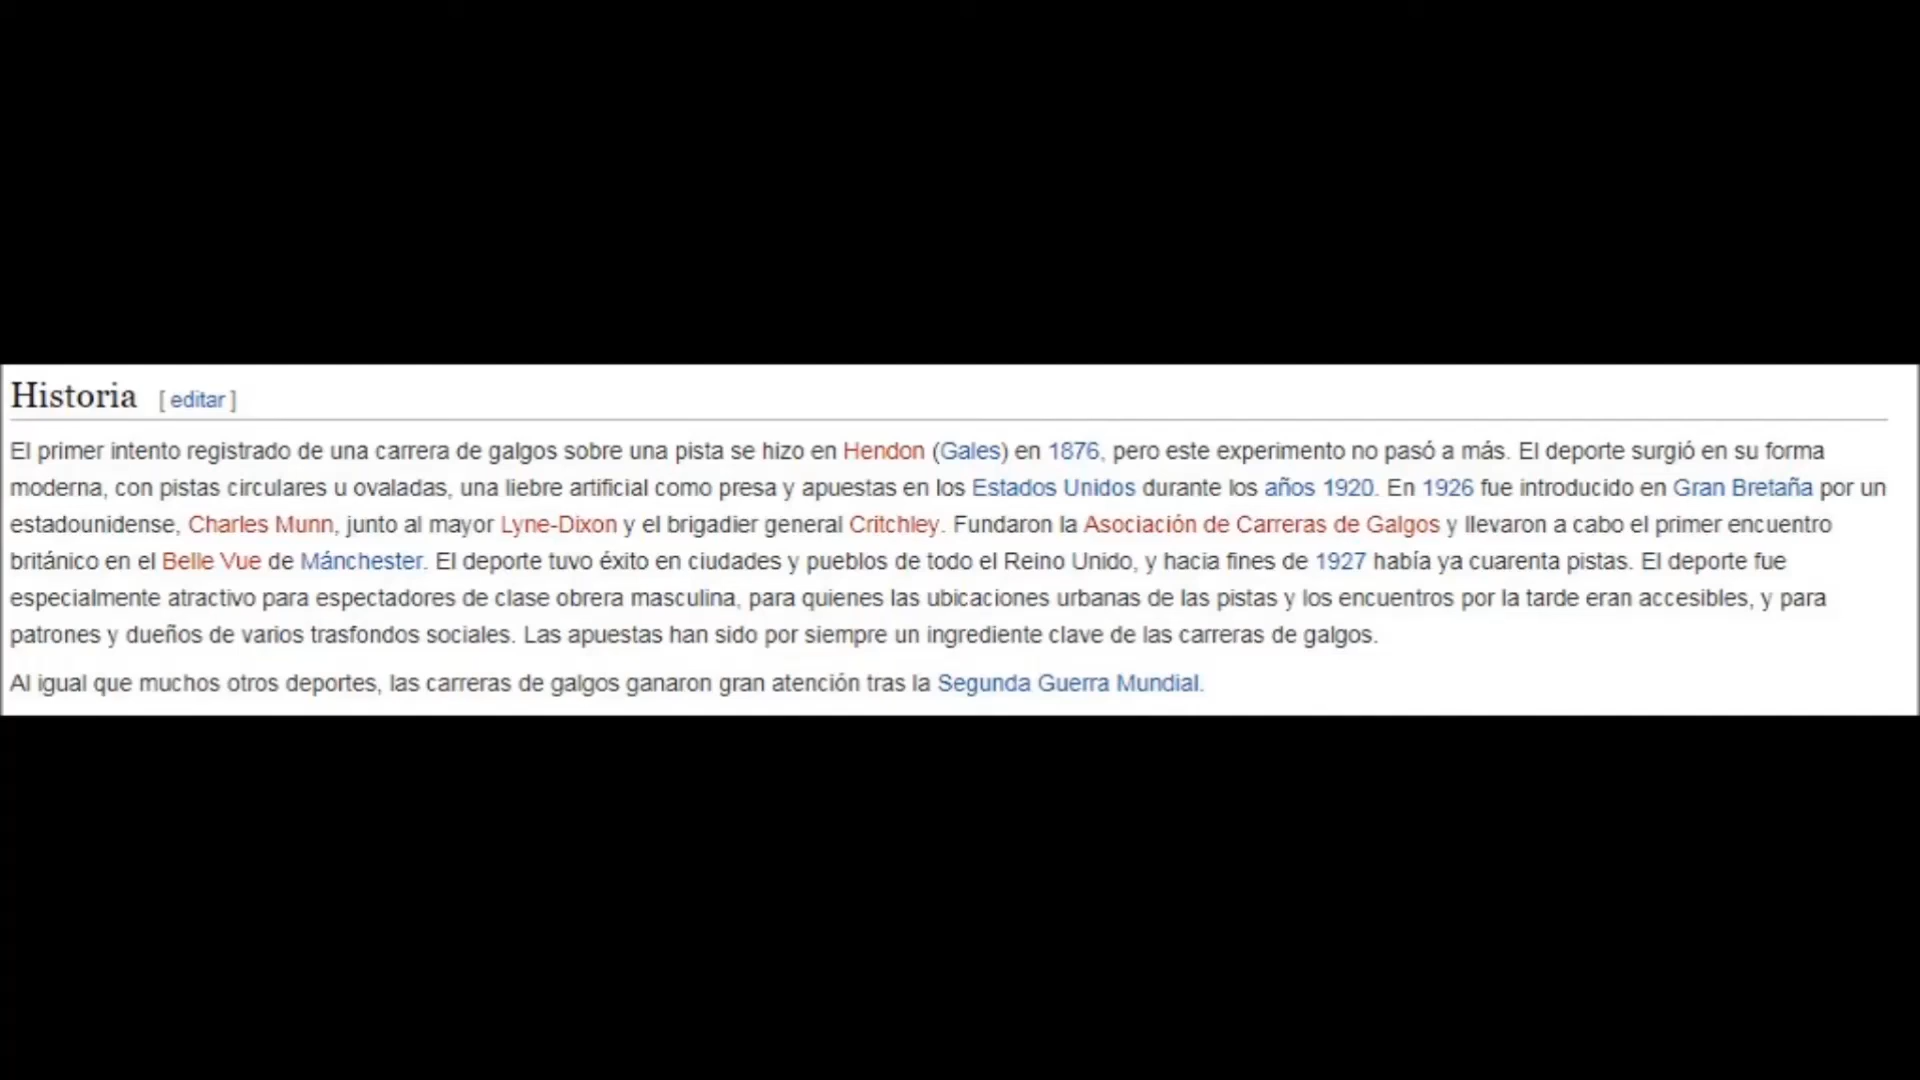 Historia [ editar ]
El primer intento registrado de una carrera de galgos sobre una pista se hizo en Hendon (Gales) en 1876, pero este experimento no pasó a más. El deporte surgió en su forma
moderna, con pistas circulares u ovaladas, una liebre artificial como presa y apuestas en los Estados Unidos durante los años 1920. En 1926 fue introducido en Gran Bretaña por un
estadounidense, Charles Munn, junto al mayor Lyne-Dixon y el brigadier general Critchley. Fundaron la Asociación de Carreras de Galgos y llevaron a cabo el primer encuentro
británico en el Belle Vue de Mánchester. El deporte tuvo éxito en ciudades y pueblos de todo el Reino Unido, y hacia fines de 1927 había ya cuarenta pistas. El deporte fue
especialmente atractivo para espectadores de clase obrera masculina, para quienes las ubicaciones urbanas de las pistas y los encuentros por la tarde eran accesibles, y para
patrones y dueños de varios trasfondos sociales. Las apuestas han sido por siempre un ingrediente clave de las carreras de galgos.
Al igual que muchos otros deportes, las carreras de galgos ganaron gran atención tras la Segunda Guerra Mundial.